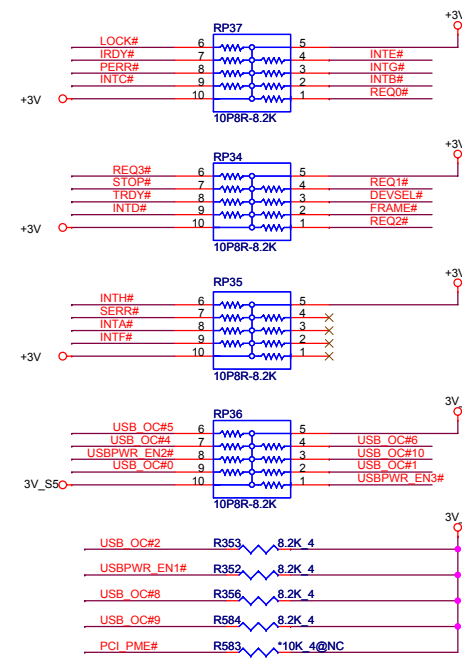 RP37
+3V
LOCK# 6 5
IRDY# 7 4 INTE#
PERR# 8 3 INTG#
INTC# 9 2 INTB#
+3V 10 1 REQ0#
10P8R-8.2K
RP34
+3V
REQ3# 6 5
STOP# 7 4 REQ1#
TRDY# 8 3 DEVSEL#
INTD# 9 2 FRAME#
+3V 10 1 REQ2#
10P8R-8.2K
RP35
+3V
INTH# 6 5
SERR# 7 4
INTA# 8 3
INTF# 9 2
+3V 10 1
10P8R-8.2K
RP36
3V_
USB_OC#5 6 5
USB_OC#4 7 4 USB_OC#6
USBPWR_EN2# 8 3 USB_OC#10
USB_OC#0 9 2 USB_OC#1
3V_S5 10 1 USBPWR_EN3#
10P8R-8.2K
3V_
USB_OC#2 R353 8.2K_4
USBPWR_EN1# R352 8.2K_4
USB_OC#8 R356 8.2K_4
USB_OC#9 R584 8.2K_4
PCI_PME# R583 *10K_4@NC